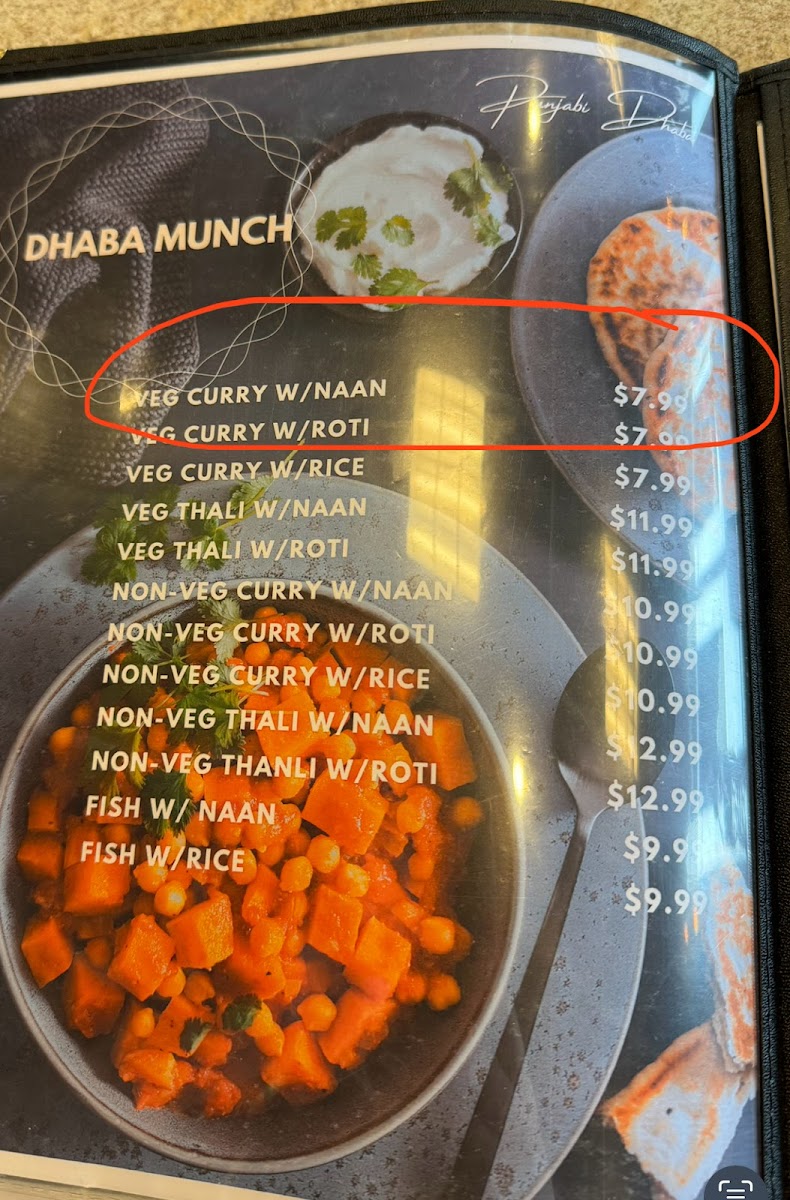 Punjabi Dhaba
DHABA MUNCH
VEG CURRY W/NAAN $7.99
VEG CURRY W/ROTI $7.99
VEG CURRY W/RICE $7.99
VEG THALI W/NAAN $11.99
VEG THALI W/ROTI $11.99
NON-VEG CURRY W/NAAN $10.99
NON-VEG CURRY W/ROTI $10.99
NON-VEG CURRY W/RICE $10.99
NON-VEG THALI W/NAAN $12.99
NON-VEG THANLI W/ROTI $12.99
FISH W/ NAAN $9.99
FISH W/RICE $9.99